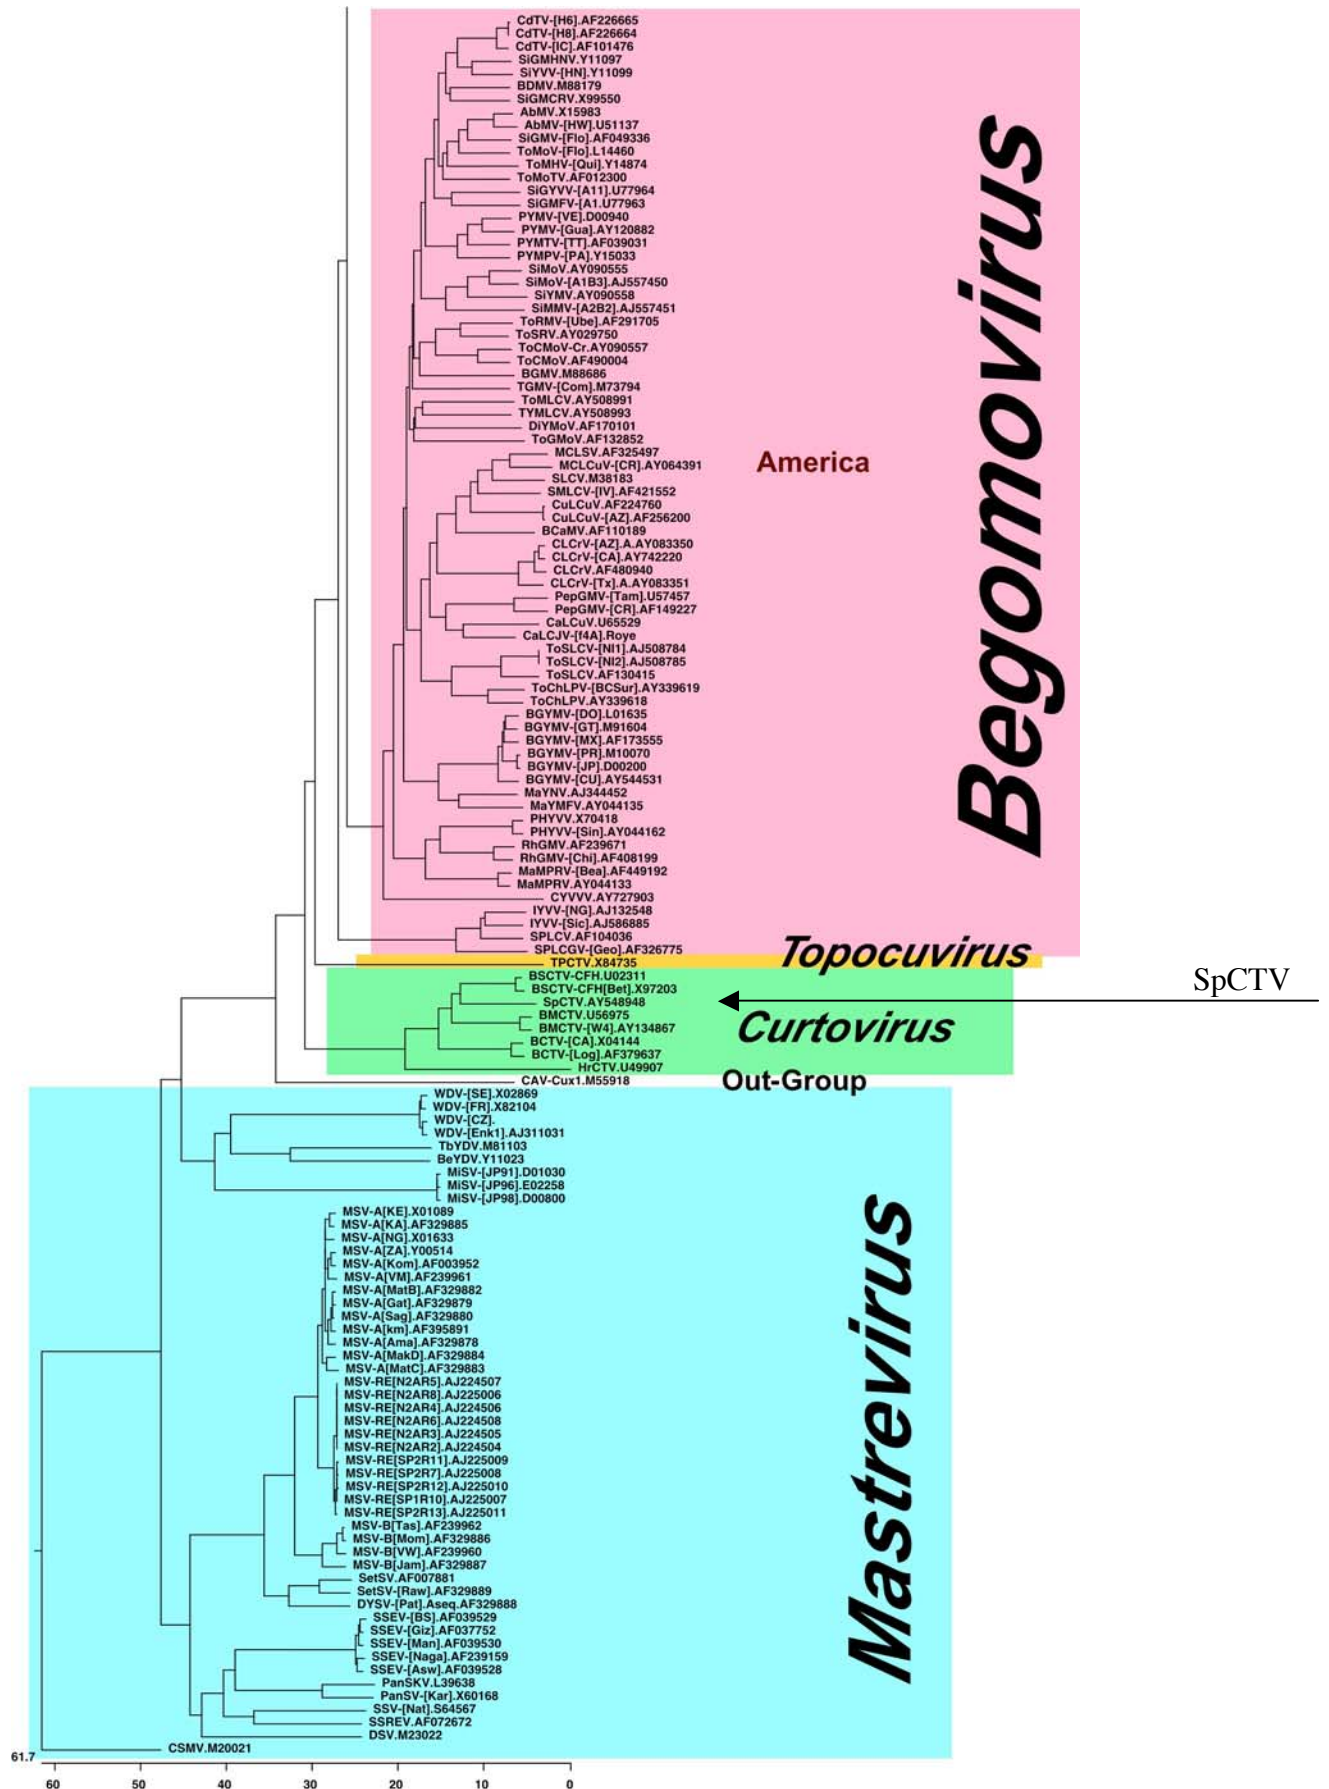 CdTV-[H6].AF226665
CdTV-[H8].AF226664
CdTV-[IC].AF101476
SiGMHNV.Y11097
SiYVV-[HN].Y11099
BDMV.M88179
SiGMCRV.X99550
AbMV.X15983
AbMV-[HW].U51137
SiGMV-[Flo].AF049336
ToMoV-[Flo].L14460
ToMHV-[Qui].Y14874
ToMoTV.AF012300
SiGYVV-[A11].U77964
SiGMFV-[A1.U77963
PYMV-[VE].D00940
PYMV-[Gua].AY120882
PYMTV-[TT].AF039031
PYMPV-[PA].Y15033
SiMoV.AY090555
SiMoV-[A1B3].AJ557450
SiYMV.AY090558
SiMMV-[A2B2].AJ557451
ToRMV-[Ube].AF291705
ToSRV.AY029750
ToCMoV-Cr.AY090557
ToCMoV.AF490004
BGMV.M88686
TGMV-[Com].M73794
ToMLCV.AY508991
TYMLCV.AY508993
DiYMoV.AF170101
ToGMoV.AF132852
MCLSV.AF325497
MCLCuV-[CR].AY064391
America
SLCV.M38183
SMLCV-[IV].AF421552
CuLCuV.AF224760
CuLCuV-[AZ].AF256200
BCaMV.AF110189
CLCrV-[AZ].A.AY083350
CLCrV-[CA].AY742220
CLCrV.AF480940
CLCrV-[Tx].A.AY083351
PepGMV-[Tam].U57457
PepGMV-[CR].AF149227
CaLCuV.U65529
CaLCJV-[f4A].Roye
ToSLCV-[NI1].AJ508784
ToSLCV-[NI2].AJ508785
ToSLCV.AF130415
ToChLPV-[BCSur].AY339619
ToChLPV.AY339618
BGYMV-[DO].L01635
BGYMV-[GT].M91604
BGYMV-[MX].AF173555
BGYMV-[PR].M10070
BGYMV-[JP].D00200
BGYMV-[CU].AY544531
MaYNV.AJ344452
MaYMFV.AY044135
PHYVV.X70418
PHYVV-[Sin].AY044162
RhGMV.AF239671
RhGMV-[Chi].AF408199
MaMPRV-[Bea].AF449192
MaMPRV.AY044133
CYVVV.AY727903
IYVV-[NG].AJ132548
IYVV-[Sic].AJ586885
SPLCV.AF104036
SPLCGV-[Geo].AF326775
Begomovirus
TPCTV.X84735
Topocuvirus
BSCTV-CFH.U02311
BSCTV-CFH[Bet].X97203
SpCTV.AY548948
SpCTV
BMCTV.U56975
BMCTV-[W4].AY134867
BCTV-[CA].X04144
BCTV-[Log].AF379637
HrCTV.U49907
Curtovirus
CAV-Cux1.M55918
Out-Group
WDV-[SE].X02869
WDV-[FR].X82104
WDV-[CZ].
WDV-[Enk1].AJ311031
TbYDV.M81103
BeYDV.Y11023
MiSV-[JP91].D01030
MiSV-[JP96].E02258
MiSV-[JP98].D00800
MSV-A[KE].X01089
MSV-A[KA].AF329885
MSV-A[NG].X01633
MSV-A[ZA].Y00514
MSV-A[Kom].AF003952
MSV-A[VM].AF239961
MSV-A[MatB].AF329882
MSV-A[Gat].AF329879
MSV-A[Sag].AF329880
MSV-A[km].AF395891
MSV-A[Ama].AF329878
MSV-A[MakD].AF329884
MSV-A[MatC].AF329883
MSV-RE[N2AR5].AJ224507
MSV-RE[N2AR8].AJ225006
MSV-RE[N2AR4].AJ224506
MSV-RE[N2AR6].AJ224508
MSV-RE[N2AR3].AJ224505
MSV-RE[N2AR2].AJ224504
MSV-RE[SP2R11].AJ225009
MSV-RE[SP2R7].AJ225008
MSV-RE[SP2R12].AJ225010
MSV-RE[SP1R10].AJ225007
MSV-RE[SP2R13].AJ225011
MSV-B[Tas].AF239962
MSV-B[Mom].AF329886
MSV-B[VW].AF239960
MSV-B[Jam].AF329887
SetSV.AF007881
SetSV-[Raw].AF329889
DYSV-[Pat].Aseq.AF329888
SSEV-[BS].AF039529
SSEV-[Giz].AF037752
SSEV-[Man].AF039530
SSEV-[Naga].AF239159
SSEV-[Asw].AF039528
PanSKV.L39638
PanSV-[Kar].X60168
SSV-[Nat].S64567
SSREV.AF072672
DSV.M23022
CSMV.M20021
Mastrevirus
61.7
60 50 40 30 20 10 0